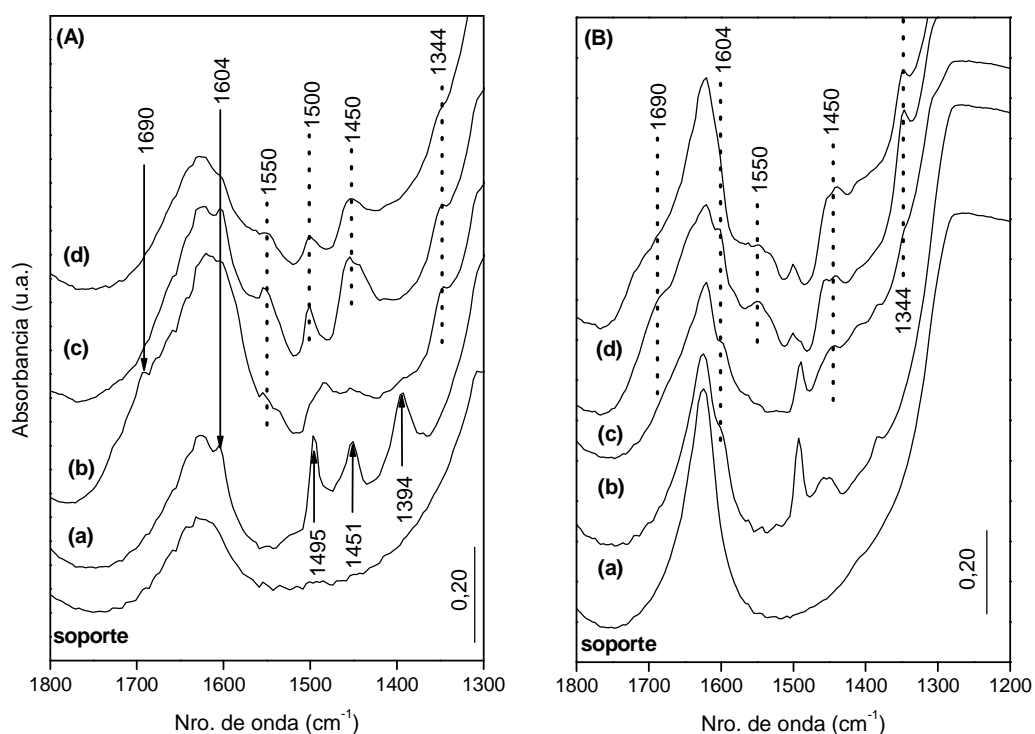 (A)
1690
1604
1550
1500
1450
1344
(d)
(c)
(b)
(a)
1495
1451
1394
0,20
soporte
1800 1700 1600 1500 1400 1300
Nro. de onda (cm-1)
Absorbancia (u.a.)
(B)
1690
1604
1550
1450
1344
(d)
(c)
(b)
(a)
0,20
soporte
1800 1700 1600 1500 1400 1300 1200
Nro. de onda (cm-1)